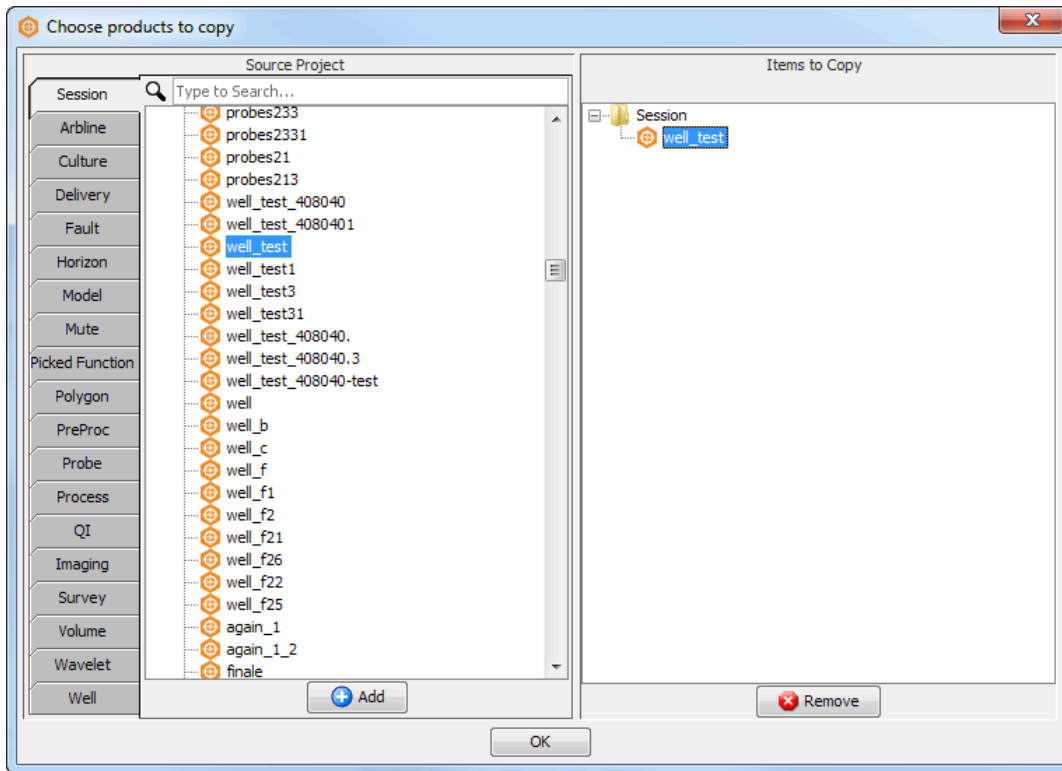 Choose products to copy
Source Project
Items to Copy
Session
Arbline
Culture
Delivery
Fault
Horizon
Model
Mute
Picked Function
Polygon
PreProc
Probe
Process
QI
Imaging
Survey
Volume
Wavelet
Well
Type to Search...
probes233
probes2331
probes21
probes213
well_test_408040
well_test_4080401
well_test
well_test1
well_test3
well_test31
well_test_408040.
well_test_408040.3
well_test_408040-test
well
well_b
well_c
well_f
well_f1
well_f2
well_f21
well_f26
well_f22
well_f25
again_1
again_1_2
finale
Add
Session
well_test
Remove
OK